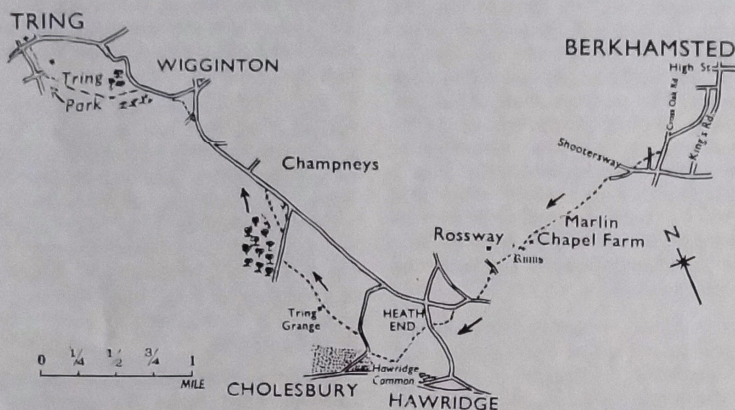 TRING
BERKHAMSTED
High St
Tring
Park
WIGGINTON
Cross Oak Rd
King's Rd
Shootersway
Champneys
Marlin
Chapel Farm
Rossway
Ruins
N
Tring
Grange
HEATH
END
0 1/4 1/2 3/4 1
MILE
Hawridge
Common
CHOLESBURY
HAWRIDGE